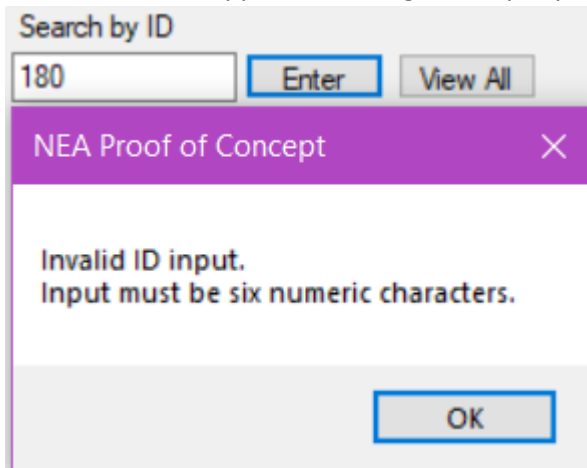 Search by ID
180 Enter View All
NEA Proof of Concept
Invalid ID input.
Input must be six numeric characters.
OK